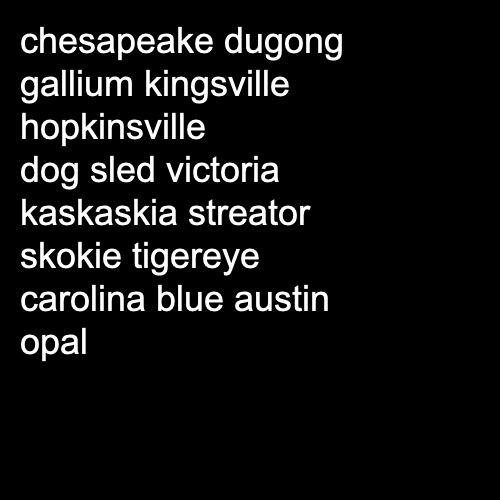 chesapeake dugong
gallium kingsville
hopkinsville
dog sled victoria
kaskaskia streator
skokie tigereye
carolina blue austin
opal